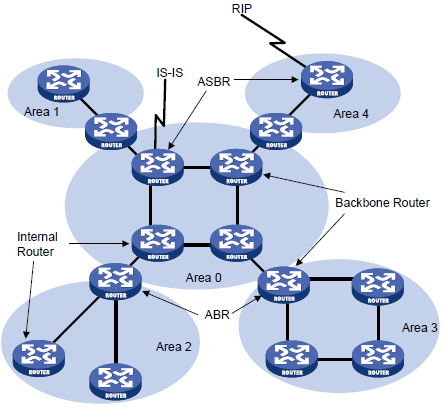 RIP
IS-IS
ASBR
ROUTER
ROUTER
Area 1
Area 4
ROUTER
ROUTER
ROUTER
ROUTER
Backbone Router
Internal
Router
ROUTER
ROUTER
Area 0
ROUTER
ROUTER
ROUTER
ABR
Area 3
Area 2
ROUTER
ROUTER
ROUTER
ROUTER